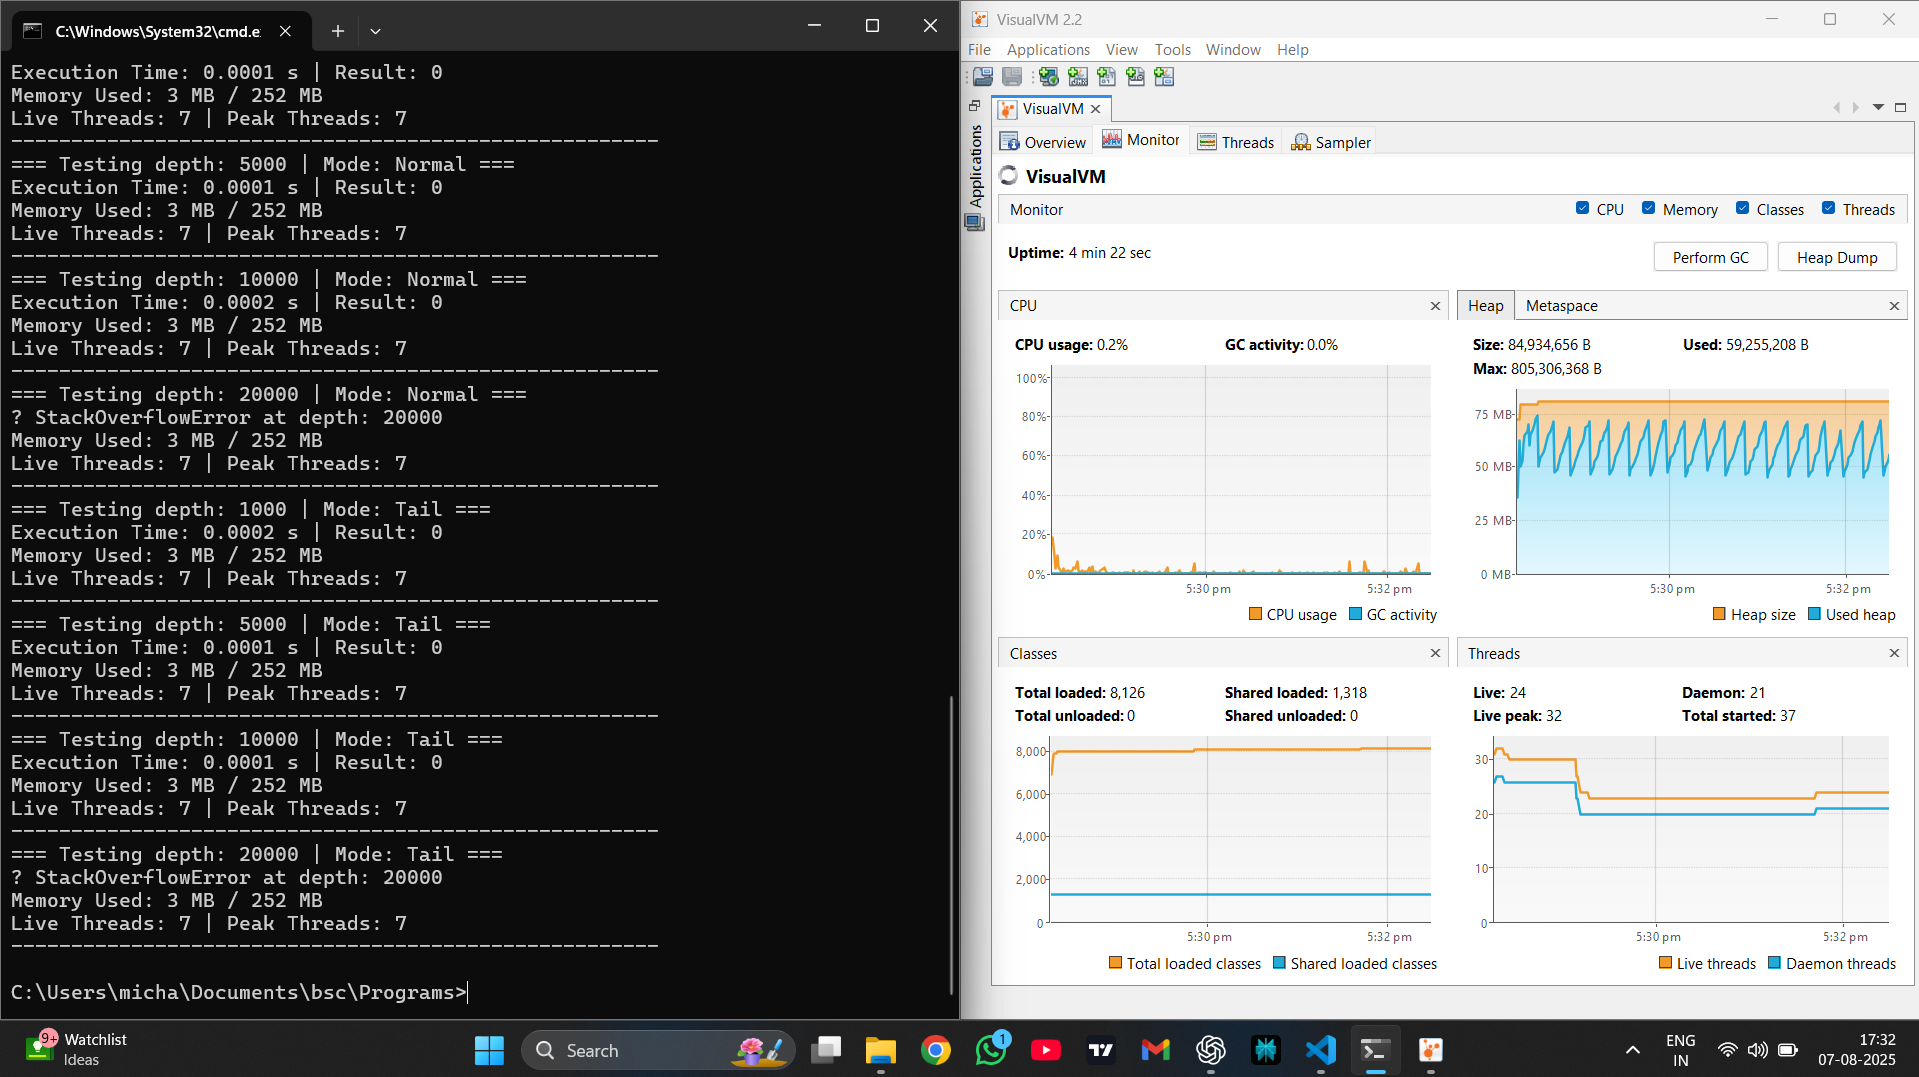 C:\Windows\System32\cmd.e:
Execution Time: 0.0001 s | Result: 0
Memory Used: 3 MB / 252 MB
Live Threads: 7 | Peak Threads: 7
------------------------------------------------------
=== Testing depth: 5000 | Mode: Normal ===
Execution Time: 0.0001 s | Result: 0
Memory Used: 3 MB / 252 MB
Live Threads: 7 | Peak Threads: 7
------------------------------------------------------
=== Testing depth: 10000 | Mode: Normal ===
Execution Time: 0.0002 s | Result: 0
Memory Used: 3 MB / 252 MB
Live Threads: 7 | Peak Threads: 7
------------------------------------------------------
=== Testing depth: 20000 | Mode: Normal ===
? StackOverflowError at depth: 20000
Memory Used: 3 MB / 252 MB
Live Threads: 7 | Peak Threads: 7
------------------------------------------------------
=== Testing depth: 1000 | Mode: Tail ===
Execution Time: 0.0002 s | Result: 0
Memory Used: 3 MB / 252 MB
Live Threads: 7 | Peak Threads: 7
------------------------------------------------------
=== Testing depth: 5000 | Mode: Tail ===
Execution Time: 0.0001 s | Result: 0
Memory Used: 3 MB / 252 MB
Live Threads: 7 | Peak Threads: 7
------------------------------------------------------
=== Testing depth: 10000 | Mode: Tail ===
Execution Time: 0.0001 s | Result: 0
Memory Used: 3 MB / 252 MB
Live Threads: 7 | Peak Threads: 7
------------------------------------------------------
=== Testing depth: 20000 | Mode: Tail ===
? StackOverflowError at depth: 20000
Memory Used: 3 MB / 252 MB
Live Threads: 7 | Peak Threads: 7
------------------------------------------------------
C:\Users\micha\Documents\bsc\Programs>
VisualVM 2.2
File Applications View Tools Window Help
Applications
VisualVM
Overview Monitor Threads Sampler
VisualVM
Monitor CPU Memory Classes Threads
Uptime: 4 min 22 sec
Perform GC Heap Dump
CPU
CPU usage: 0.2% GC activity: 0.0%
100%
80%
60%
40%
20%
0%
5:30 pm 5:32 pm
CPU usage GC activity
Heap Metaspace
Size: 84,934,656 B Used: 59,255,208 B
Max: 805,306,368 B
75 MB
50 MB
25 MB
0 MB
5:30 pm 5:32 pm
Heap size Used heap
Classes
Total loaded: 8,126 Shared loaded: 1,318
Total unloaded: 0 Shared unloaded: 0
8,000
6,000
4,000
2,000
0
5:30 pm 5:32 pm
Total loaded classes Shared loaded classes
Threads
Live: 24 Daemon: 21
Live peak: 32 Total started: 37
30
20
10
0
5:30 pm 5:32 pm
Live threads Daemon threads
9+
Watchlist
Ideas
Search
1
ENG
IN
17:32
07-08-2025